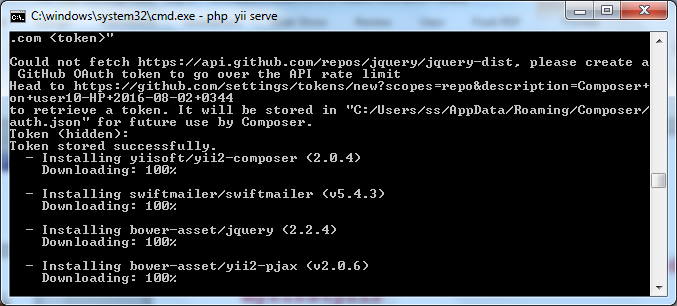 C:\windows\system32\cmd.exe - php  yii serve
.com <token>"
Could not fetch https://api.github.com/repos/jquery/jquery-dist, please create a
 GitHub OAuth token to go over the API rate limit
Head to https://github.com/settings/tokens/new?scopes=repo&description=Composer+
on+user10-HP+2016-08-02+0344
to retrieve a token. It will be stored in "C:/Users/ss/AppData/Roaming/Composer/
auth.json" for future use by Composer.
Token (hidden):
Token stored successfully.
  - Installing yiisoft/yii2-composer (2.0.4)
    Downloading: 100%
  - Installing swiftmailer/swiftmailer (v5.4.3)
    Downloading: 100%
  - Installing bower-asset/jquery (2.2.4)
    Downloading: 100%
  - Installing bower-asset/yii2-pjax (v2.0.6)
    Downloading: 100%